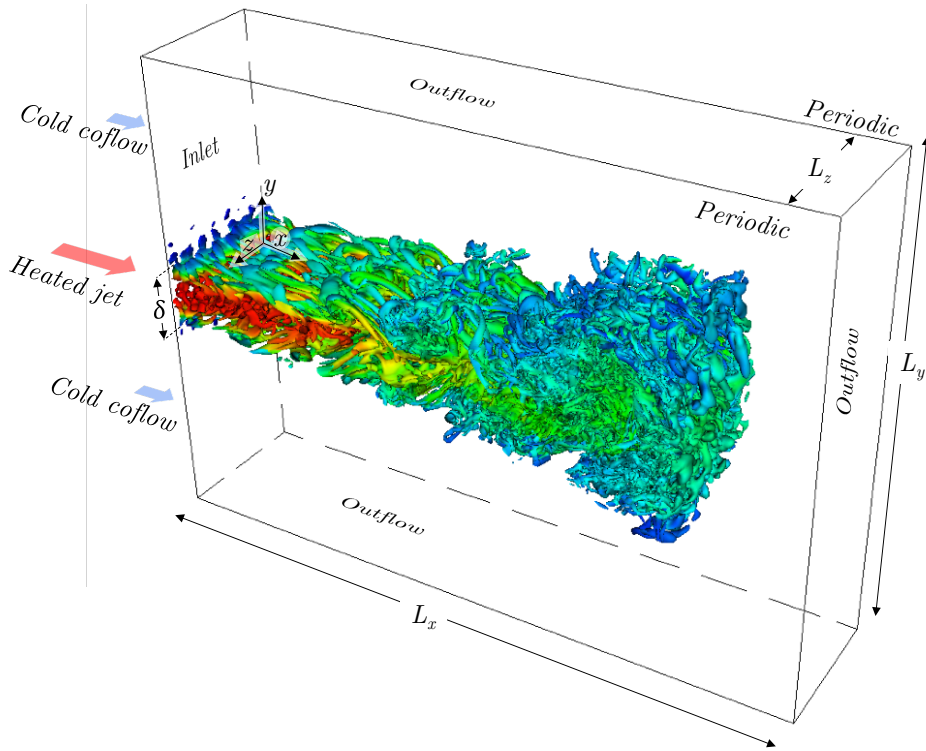 Outflow
Periodic
Cold coflow
Inlet
L_z
y
Periodic
z
x
Heated jet
δ
Outflow
L_y
Cold coflow
Outflow
L_x